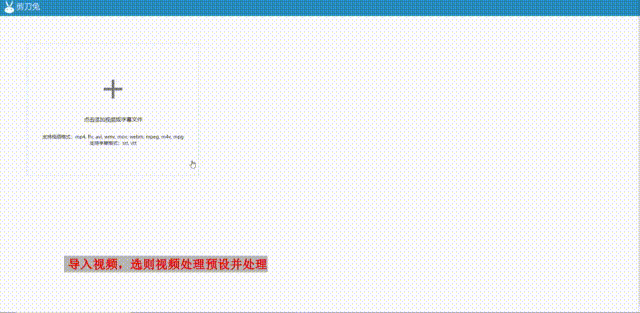 剪刀兔
点击添加视频或字幕文件
支持视频格式：mp4, flv, avi, wmv, mov, webm, mpeg, m4v, mpg
支持字幕格式：srt, vtt
导入视频，选则视频处理预设并处理